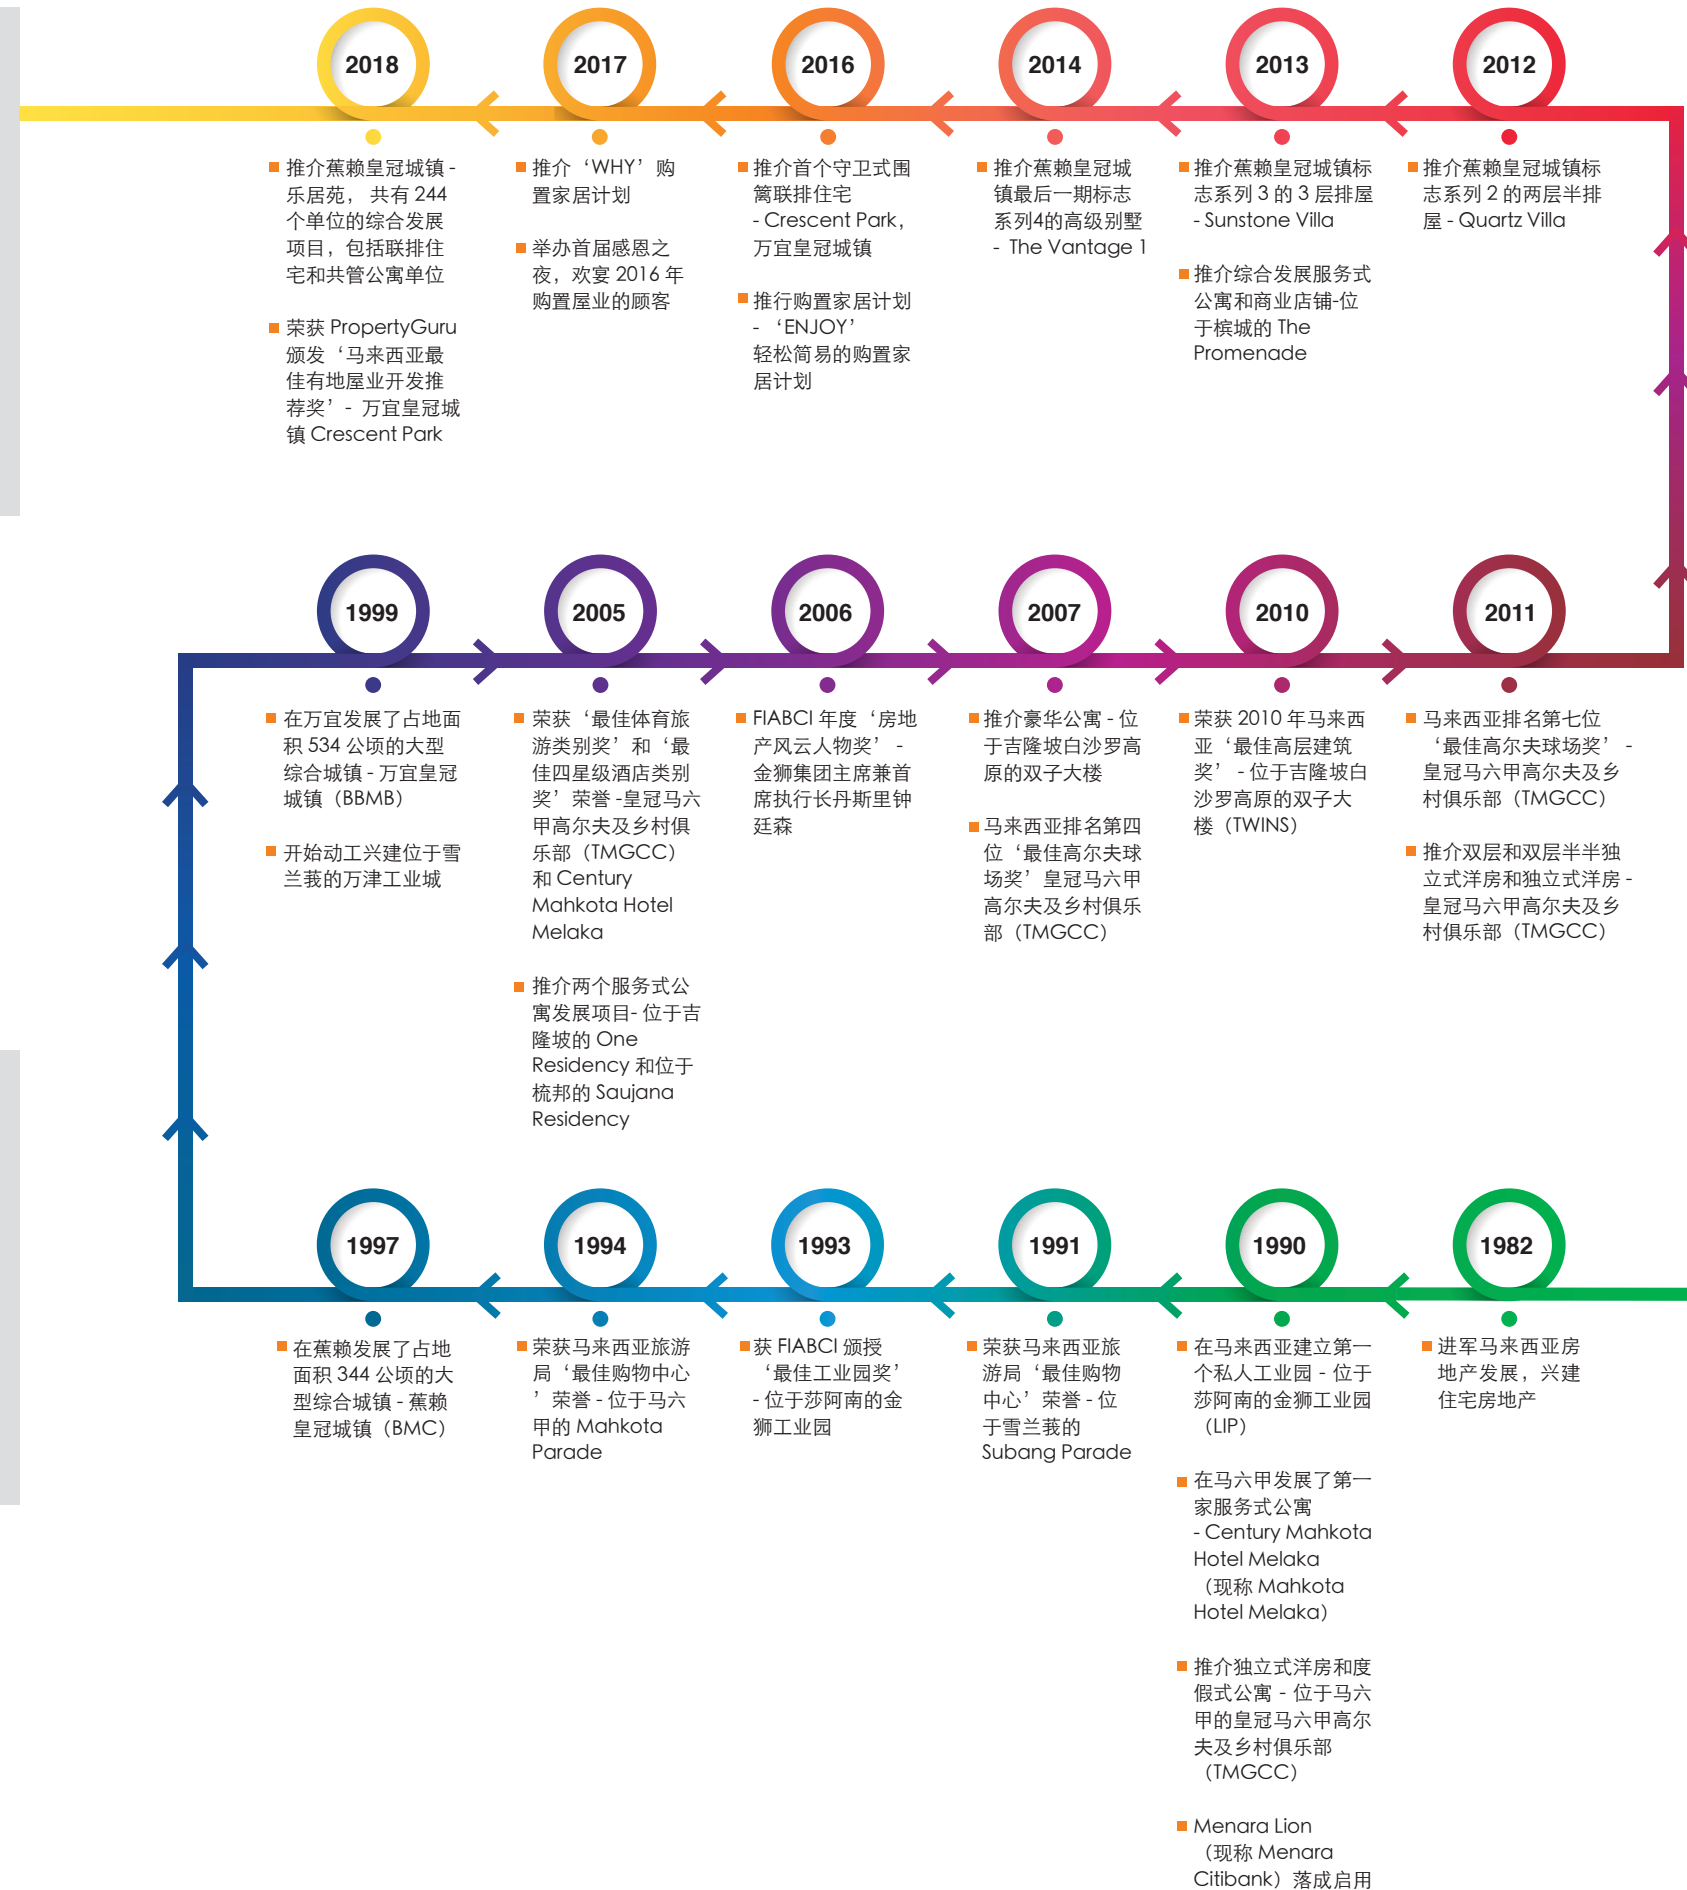 2018
推介蕉赖皇冠城镇 -
乐居苑， 共有 244
个单位的综合发展
项目，包括联排住
宅和共管公寓单位
荣获 PropertyGuru
颁发‘马来西亚最
佳有地屋业开发推
荐奖’- 万宜皇冠城
镇 Crescent Park
2017
推介‘WHY’购
置家居计划
举办首届感恩之
夜，欢宴 2016 年
购置屋业的顾客
2016
推介首个守卫式围
篱联排住宅
- Crescent Park，
万宜皇冠城镇
推行购置家居计划
- ‘ENJOY’
轻松简易的购置家
居计划
2014
推介蕉赖皇冠城
镇最后一期标志
系列4的高级别墅
- The Vantage 1
2013
推介蕉赖皇冠城镇标
志系列 3 的 3 层排屋
- Sunstone Villa
推介综合发展服务式
公寓和商业店铺-位
于槟城的 The
Promenade
2012
推介蕉赖皇冠城镇标
志系列 2 的两层半排
屋 - Quartz Villa
1999
在万宜发展了占地面
积 534 公顷的大型
综合城镇 - 万宜皇冠
城镇（BBMB）
开始动工兴建位于雪
兰莪的万津工业城
2005
荣获‘最佳体育旅
游类别奖’和‘最
佳四星级酒店类别
奖’荣誉 -皇冠马六
甲高尔夫及乡村俱
乐部（TMGCC）
和 Century
Mahkota Hotel
Melaka
推介两个服务式公
寓发展项目- 位于吉
隆坡的 One
Residency 和位于
梳邦的 Saujana
Residency
2006
FIABCI 年度‘房地
产风云人物奖’ -
金狮集团主席兼首
席执行长丹斯里钟
廷森
2007
推介豪华公寓 - 位
于吉隆坡白沙罗高
原的双子大楼
马来西亚排名第四
位‘最佳高尔夫球
场奖’皇冠马六甲
高尔夫及乡村俱乐
部（TMGCC）
2010
荣获 2010 年马来西
亚‘最佳高层建筑
奖’ - 位于吉隆坡白
沙罗高原的双子大
楼（TWINS）
2011
马来西亚排名第七位
‘最佳高尔夫球场奖’ -
皇冠马六甲高尔夫及乡
村俱乐部（TMGCC）
推介双层和双层半半独
立式洋房和独立式洋房 -
皇冠马六甲高尔夫及乡
村俱乐部（TMGCC）
1997
在蕉赖发展了占地
面积 344 公顷的大
型综合城镇 - 蕉赖
皇冠城镇（BMC）
1994
荣获马来西亚旅游
局‘最佳购物中心
’荣誉 - 位于马六
甲的 Mahkota
Parade
1993
获 FIABCI 颁授
‘最佳工业园奖’
- 位于莎阿南的金
狮工业园
1991
荣获马来西亚旅
游局‘最佳购物
中心’荣誉 - 位
于雪兰莪的
Subang Parade
1990
在马来西亚建立第一
个私人工业园 - 位于
莎阿南的金狮工业园
（LIP）
在马六甲发展了第一
家服务式公寓
- Century Mahkota
Hotel Melaka
（现称 Mahkota
Hotel Melaka）
推介独立式洋房和度
假式公寓 - 位于马六
甲的皇冠马六甲高尔
夫及乡村俱乐部
（TMGCC）
Menara Lion
（现称 Menara
Citibank）落成启用
1982
进军马来西亚房
地产发展，兴建
住宅房地产